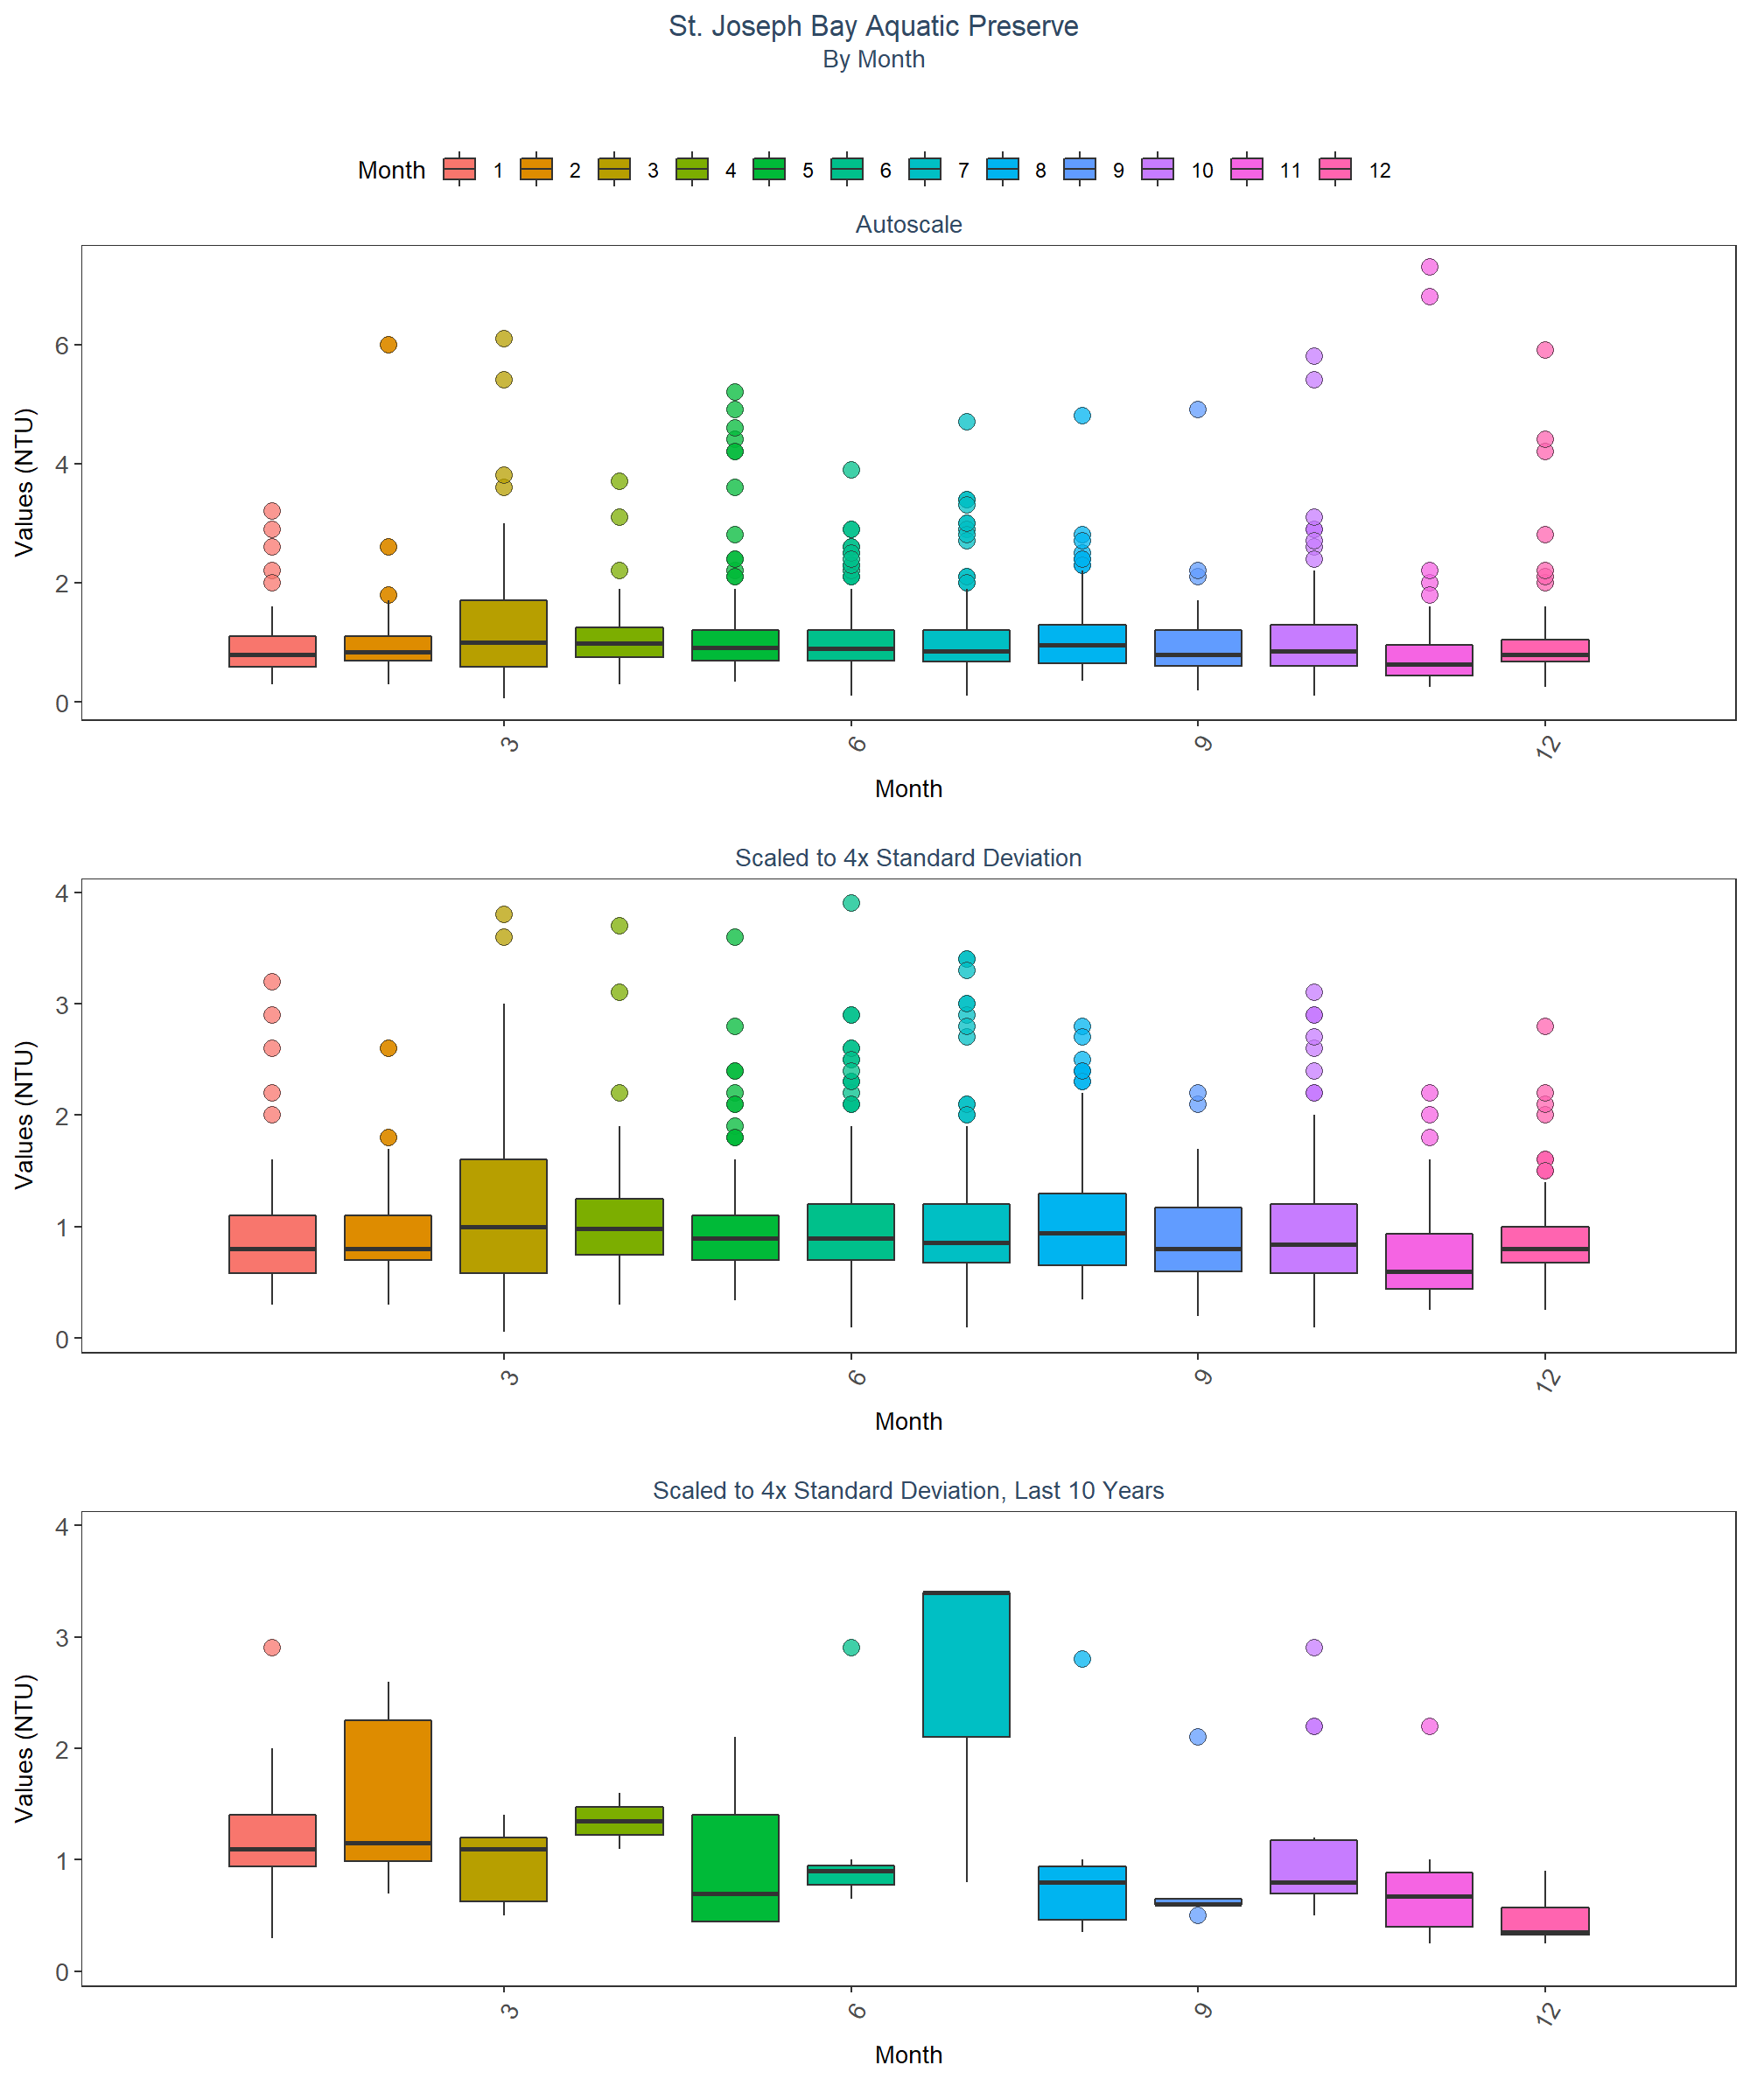 St. Joseph Bay Aquatic Preserve
By Month
Month 1 2 3 4 5 6 7 8 9 10 11 12
Autoscale
Values (NTU)
6
4
2
0
3 6 9 12
Month
Scaled to 4x Standard Deviation
Values (NTU)
4
3
2
1
0
3 6 9 12
Month
Scaled to 4x Standard Deviation, Last 10 Years
Values (NTU)
4
3
2
1
0
3 6 9 12
Month